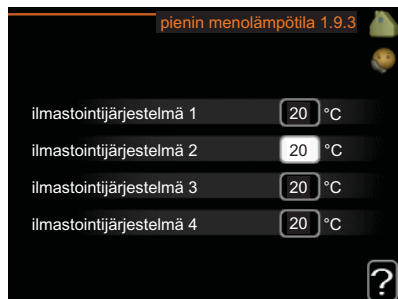 pienin menolämpötila 1.9.3
ilmastointijärjestelmä 1 20 °C
ilmastointijärjestelmä 2 20 °C
ilmastointijärjestelmä 3 20 °C
ilmastointijärjestelmä 4 20 °C
?